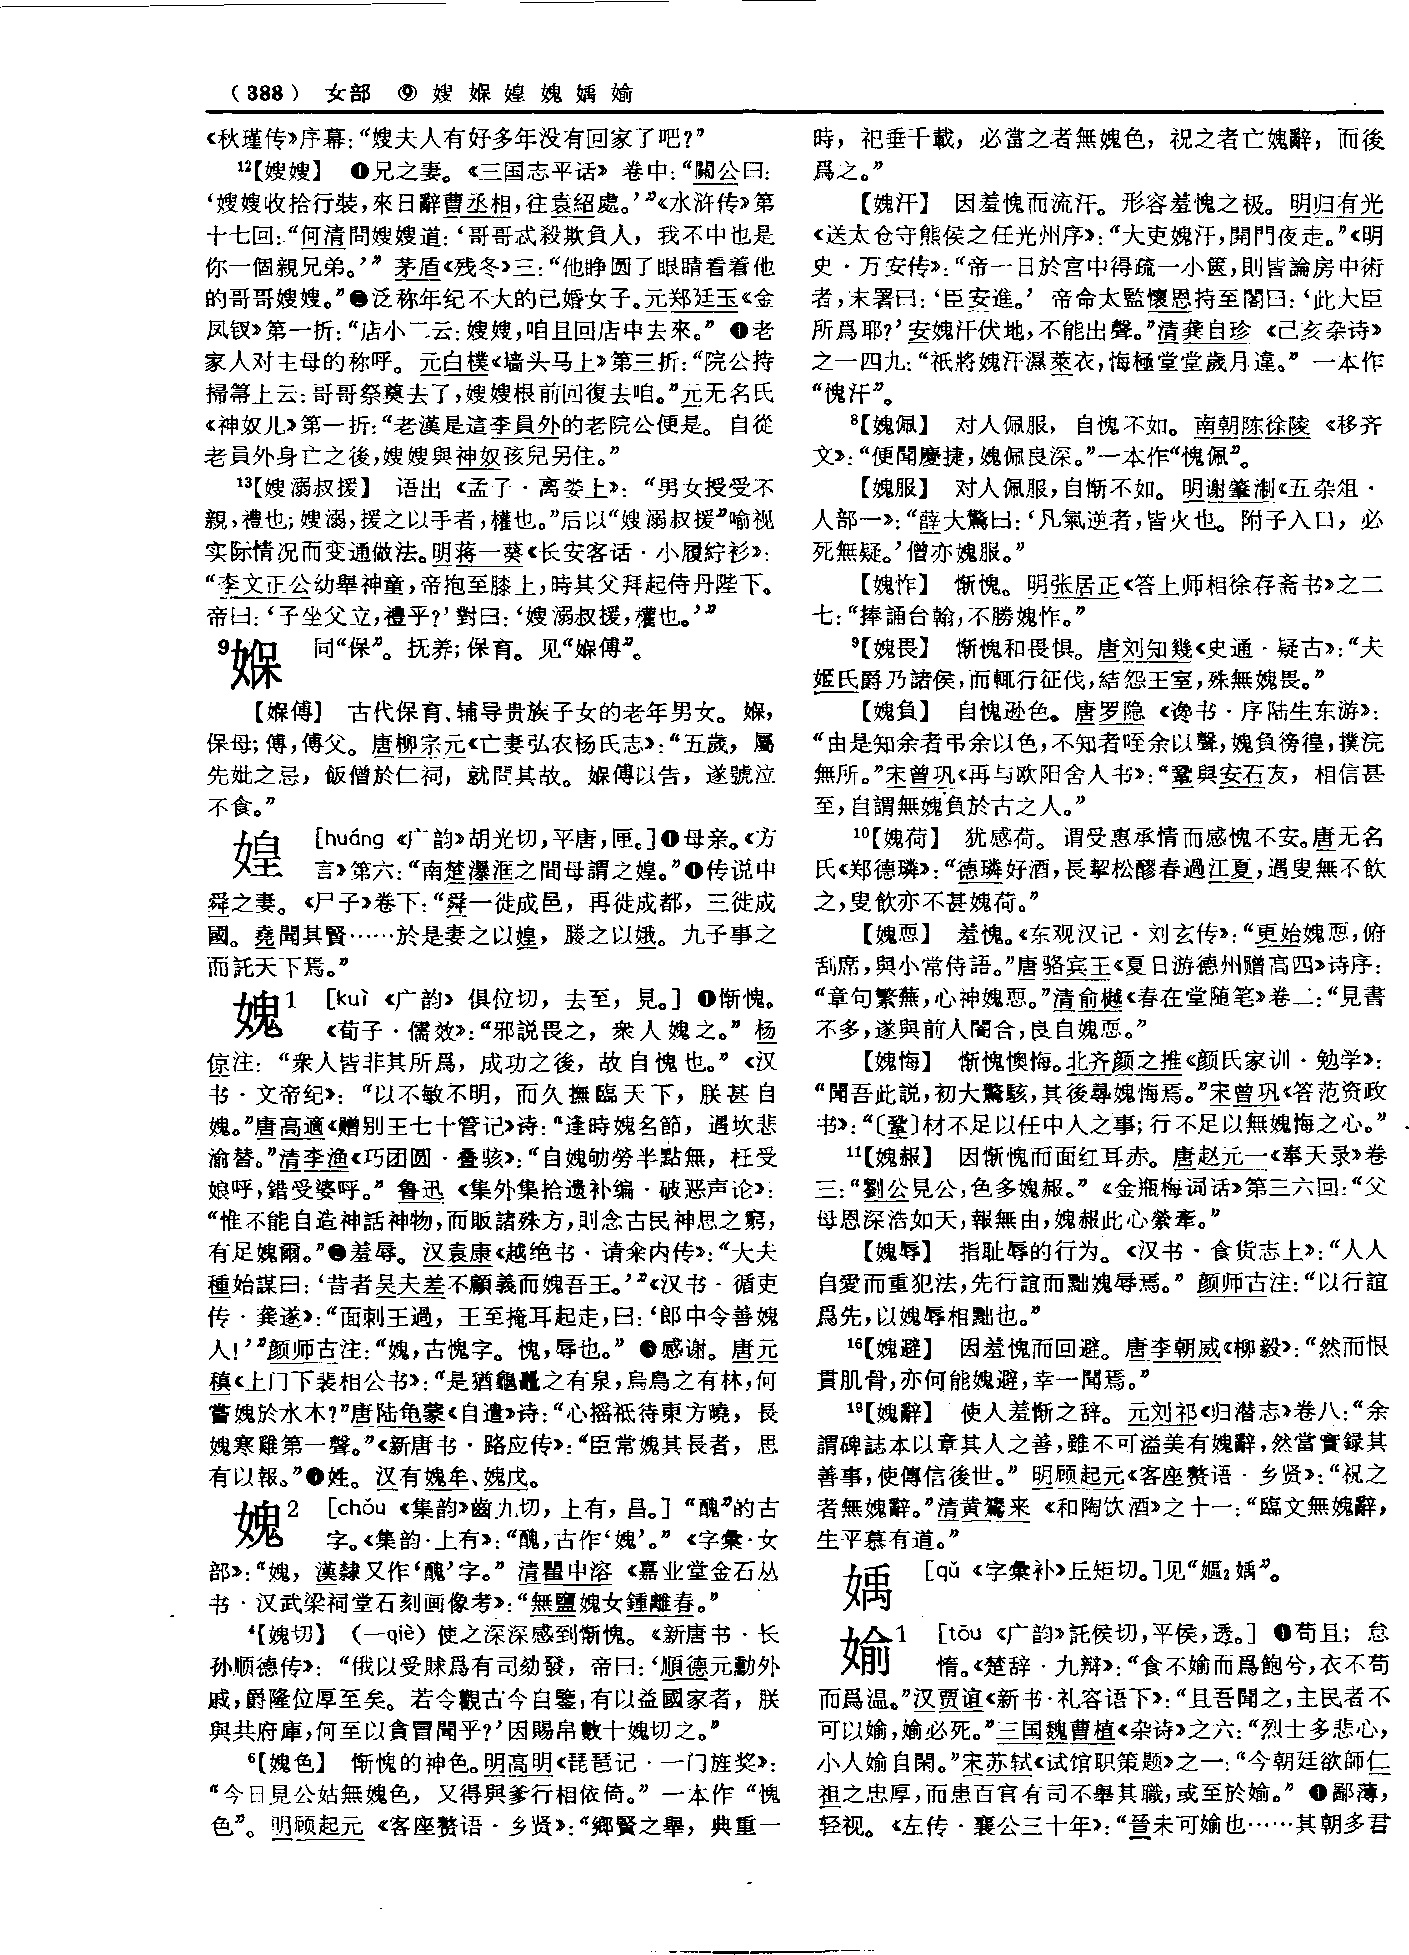 （388） 女部 ⑨ 嫂 媬 媓 媿 㜏 婾
《秋瑾传》序幕：“嫂夫人有好多年没有回家了吧？”
12【嫂嫂】 ❶兄之妻。《三国志平话》卷中：“關公曰：
‘嫂嫂收拾行裝，來日辭曹丞相，往袁紹處。’”《水浒传》第
十七回：“何清問嫂嫂道：‘哥哥忒殺欺負人，我不中也是
你一個親兄弟。’” 茅盾《残冬》三：“他睁圆了眼睛看着他
的哥哥嫂嫂。”❷泛称年纪不大的已婚女子。元郑廷玉《金
凤钗》第一折：“店小二云：嫂嫂，咱且回店中去來。” ❸老
家人对主母的称呼。 元白樸《墙头马上》第三折：“院公持
掃箒上云：哥哥祭奠去了，嫂嫂根前回復去咱。”元无名氏
《神奴儿》第一折：“老漢是這李員外的老院公便是。自從
老員外身亡之後，嫂嫂與神奴孩兒另住。”
13【嫂溺叔援】 语出《孟子·离娄上》：“男女授受不
親，禮也；嫂溺，援之以手者，權也。”后以“嫂溺叔援”喻视
实际情况而变通做法。明蒋一葵《长安客话·小履紵衫》：
“李文正公幼舉神童，帝抱至膝上，時其父拜起侍丹陛下。
帝曰：‘子坐父立，禮乎？’對曰：‘嫂溺叔援，權也。’”
9媬 同“保”。抚养；保育。见“媬傅”。
【媬傅】 古代保育、辅导贵族子女的老年男女。媬，
保母；傅，傅父。唐柳宗元《亡妻弘农杨氏志》：“五歲，屬
先妣之忌，飯僧於仁祠，就問其故。媬傅以告，遂號泣
不食。”
媓 [huáng 《广韵》胡光切，平唐，匣。]❶母亲。《方
言》第六：“南楚瀑洭之間母謂之媓。”❷传说中
舜之妻。《尸子》卷下：“舜一徙成邑，再徙成都，三徙成
國。堯聞其賢……於是妻之以媓，媵之以娥。九子事之
而託天下焉。”
媿1 [kuì 《广韵》俱位切，去至，見。] ❶惭愧。
《荀子·儒效》：“邪説畏之，衆人媿之。” 杨
倞注：“衆人皆非其所爲，成功之後，故自愧也。”《汉
书·文帝纪》：“以不敏不明，而久撫臨天下，朕甚自
媿。”唐高適《赠别王七十管记》诗：“逢時媿名節，遇坎悲
渝替。”清李渔《巧团圆·叠骇》：“自媿劬勞半點無，枉受
娘呼，錯受婆呼。” 鲁迅《集外集拾遗补编·破恶声论》：
“惟不能自造神話神物，而販諸殊方，則念古民神思之窮，
有足媿爾。”❷羞辱。汉袁康《越绝书·请籴内传》：“大夫
種始謀曰：‘昔者吴夫差不顧義而媿吾王。’”《汉书·循吏
传·龚遂》：“面刺王過，王至掩耳起走，曰：‘郎中令善媿
人！’”颜师古注：“媿，古愧字。愧，辱也。” ❸感谢。唐元
稹《上门下裴相公书》：“是猶龜鼉之有泉，烏鳥之有林，何
嘗媿於水木？”唐陆龟蒙《自遣》诗：“心摇祗待東方曉，長
媿寒雞第一聲。”《新唐书·路应传》：“臣常媿其長者，思
有以報。”❹姓。汉有媿牟、媿戊。
媿2 [chǒu 《集韵》齒九切，上有，昌。] “醜”的古
字。《集韵·上有》：“醜，古作‘媿’。”《字彙·女
部》：“媿，漢隸又作‘醜’字。” 清瞿中溶《嘉业堂金石丛
书·汉武梁祠堂石刻画像考》：“無鹽媿女鍾離春。”
4【媿切】 （一qiè）使之深深感到惭愧。《新唐书·长
孙顺德传》：“俄以受賕爲有司劾發，帝曰：‘順德元勳外
戚，爵隆位厚至矣。若令觀古今自鑒，有以益國家者，朕
與共府庫，何至以貪冒聞乎？’因賜帛數十媿切之。”
6【媿色】 惭愧的神色。明高明《琵琶记·一门旌奖》：
“今日見公姑無媿色，又得與爹行相依倚。”一本作“愧
色”。明顾起元《客座赘语·乡贤》：“鄉賢之舉，典重一
時，祀垂千載，必當之者無媿色，祝之者亡媿辭，而後
爲之。”
【媿汗】 因羞愧而流汗。形容羞愧之极。明归有光
《送太仓守熊侯之任光州序》：“大吏媿汗，開門夜走。”《明
史·万安传》：“帝一日於宫中得疏一小篋，則皆論房中術
者，末署曰：‘臣安進。’帝命太監懷恩持至閣曰：‘此大臣
所爲耶？’安媿汗伏地，不能出聲。”清龚自珍《己亥杂诗》
之一四九：“祇將媿汗濕萊衣，悔極堂堂歲月違。”一本作
“愧汗”。
8【媿佩】 对人佩服，自愧不如。南朝陈徐陵《移齐
文》：“便聞慶捷，媿佩良深。”一本作“愧佩”。
【媿服】 对人佩服，自惭不如。明谢肇淛《五杂俎·
人部一》：“薛大驚曰：‘凡氣逆者，皆火也。附子入口，必
死無疑。’僧亦媿服。”
【媿怍】 惭愧。明张居正《答上师相徐存斋书》之二
七：“捧誦台翰，不勝媿怍。”
9【媿畏】 惭愧和畏惧。唐刘知幾《史通·疑古》：“夫
姬氏爵乃諸侯，而輒行征伐，結怨王室，殊無媿畏。”
【媿負】 自愧逊色。唐罗隐《谗书·序陆生东游》：
“由是知余者弔余以色，不知者咥余以聲，媿負徬徨，撲浣
無所。”宋曾巩《再与欧阳舍人书》：“鞏與安石友，相信甚
至，自謂無媿負於古之人。”
10【媿荷】 犹感荷。谓受惠承情而感愧不安。唐无名
氏《郑德璘》：“德璘好酒，長挈松醪春過江夏，遇叟無不飲
之，叟飲亦不甚媿荷。”
【媿恧】 羞愧。《东观汉记·刘玄传》：“更始媿恧，俯
刮席，與小常侍語。”唐骆宾王《夏日游德州赠高四》诗序：
“章句繁蕪，心神媿恧。”清俞樾《春在堂随笔》卷二：“見書
不多，遂與前人闇合，良自媿恧。”
【媿悔】 惭愧懊悔。北齐颜之推《颜氏家训·勉学》：
“聞吾此説，初大驚駭，其後尋媿悔焉。”宋曾巩《答范资政
书》：“〔鞏〕材不足以任中人之事；行不足以無媿悔之心。”
11【媿赧】 因惭愧而面红耳赤。唐赵元一《奉天录》卷
三：“劉公見公，色多媿赧。”《金瓶梅词话》第三六回：“父
母恩深浩如天，報無由，媿赧此心縈牽。”
【媿辱】 指耻辱的行为。《汉书·食货志上》：“人人
自愛而重犯法，先行誼而黜媿辱焉。” 颜师古注：“以行誼
爲先，以媿辱相黜也。”
16【媿避】 因羞愧而回避。唐李朝威《柳毅》：“然而恨
貫肌骨，亦何能媿避，幸一聞焉。”
19【媿辭】 使人羞惭之辞。元刘祁《归潜志》卷八：“余
謂碑誌本以章其人之善，雖不可溢美有媿辭，然當實録其
善事，使傳信後世。” 明顾起元《客座赘语·乡贤》：“祝之
者無媿辭。”清黄鷟来《和陶饮酒》之十一：“臨文無媿辭，
生平慕有道。”
㜏 [qǔ 《字彙补》丘矩切。]见“嫗2㜏”。
婾1 [tōu 《广韵》託侯切，平侯，透。] ❶苟且；怠
惰。《楚辞·九辩》：“食不婾而爲飽兮，衣不苟
而爲温。”汉贾谊《新书·礼容语下》：“且吾聞之，主民者不
可以婾，婾必死。”三国魏曹植《杂诗》之六：“烈士多悲心，
小人婾自閑。”宋苏轼《试馆职策题》之一：“今朝廷欲師仁
祖之忠厚，而患百官有司不舉其職，或至於婾。” ❷鄙薄，
轻视。《左传·襄公三十年》：“晉未可婾也……其朝多君